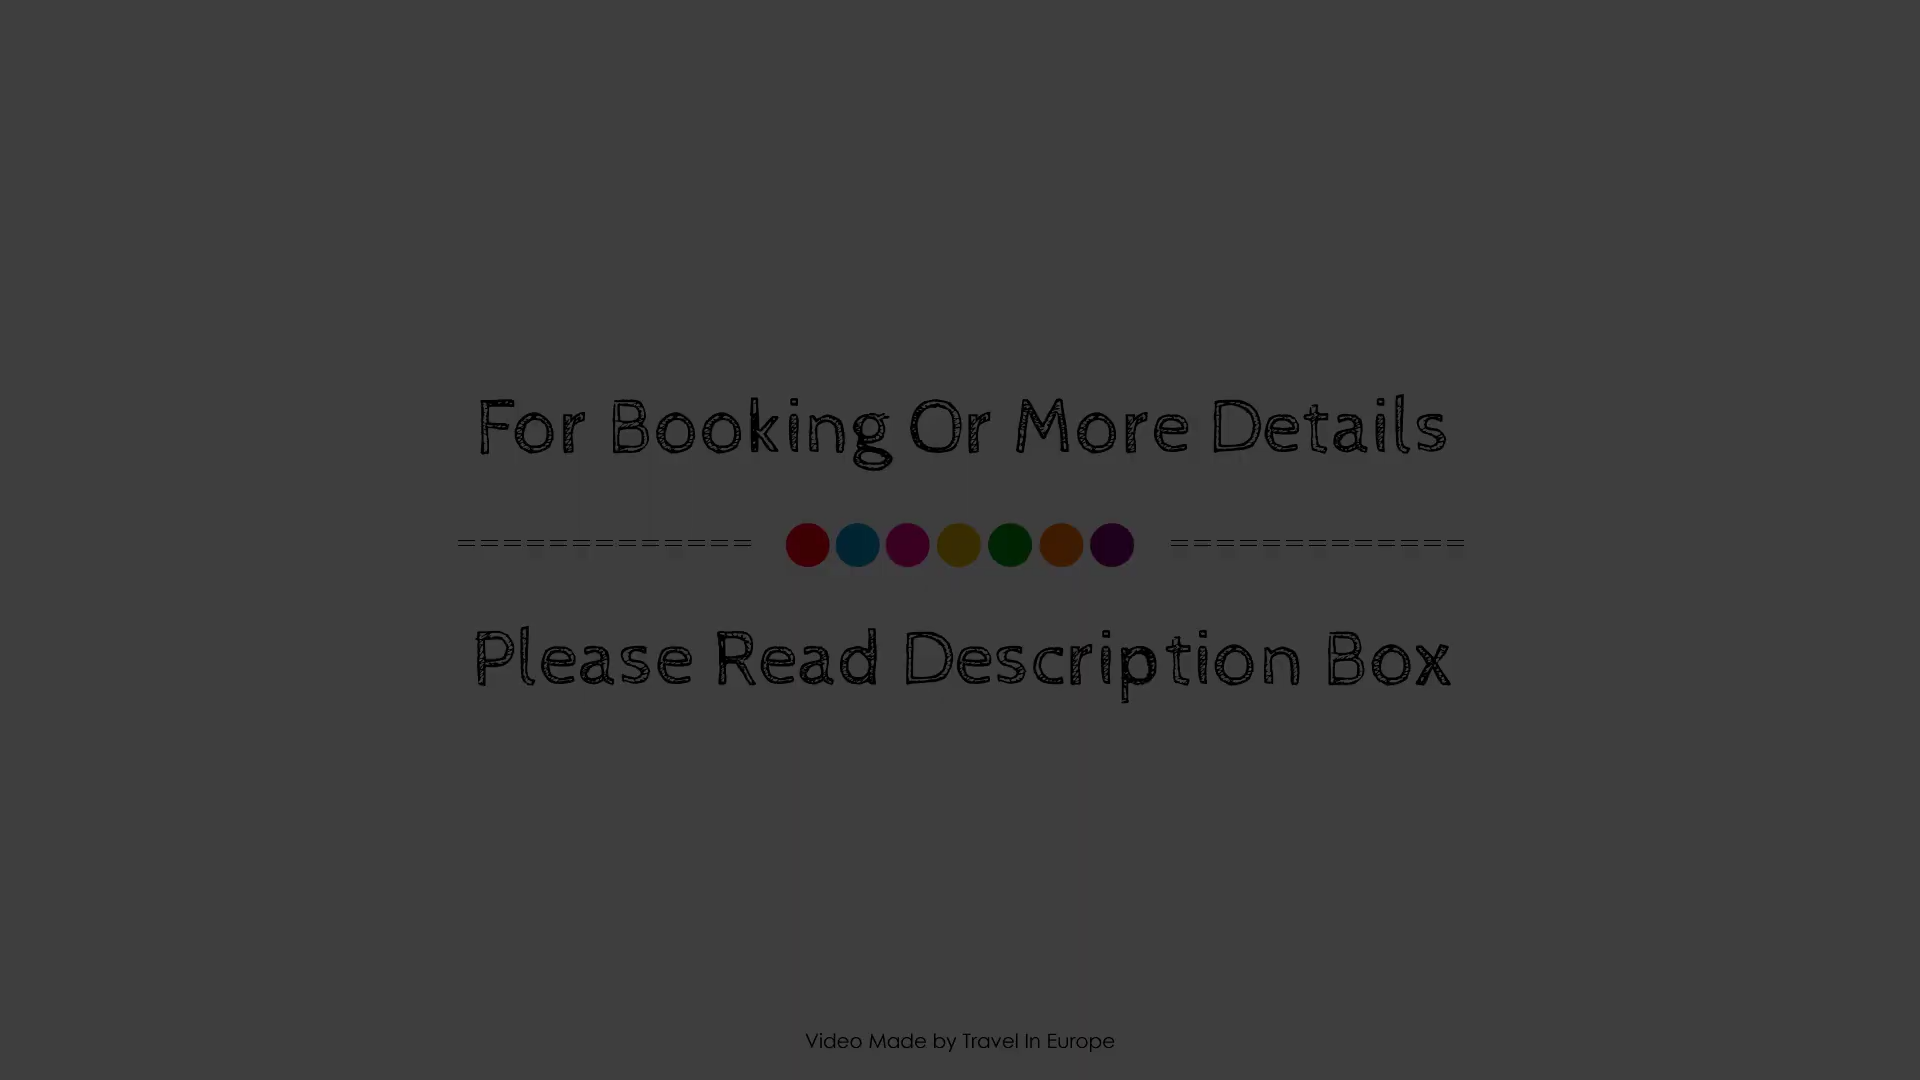 For Booking Or More Details
============= =============
Please Read Description Box
Video Made by Travel In Europe